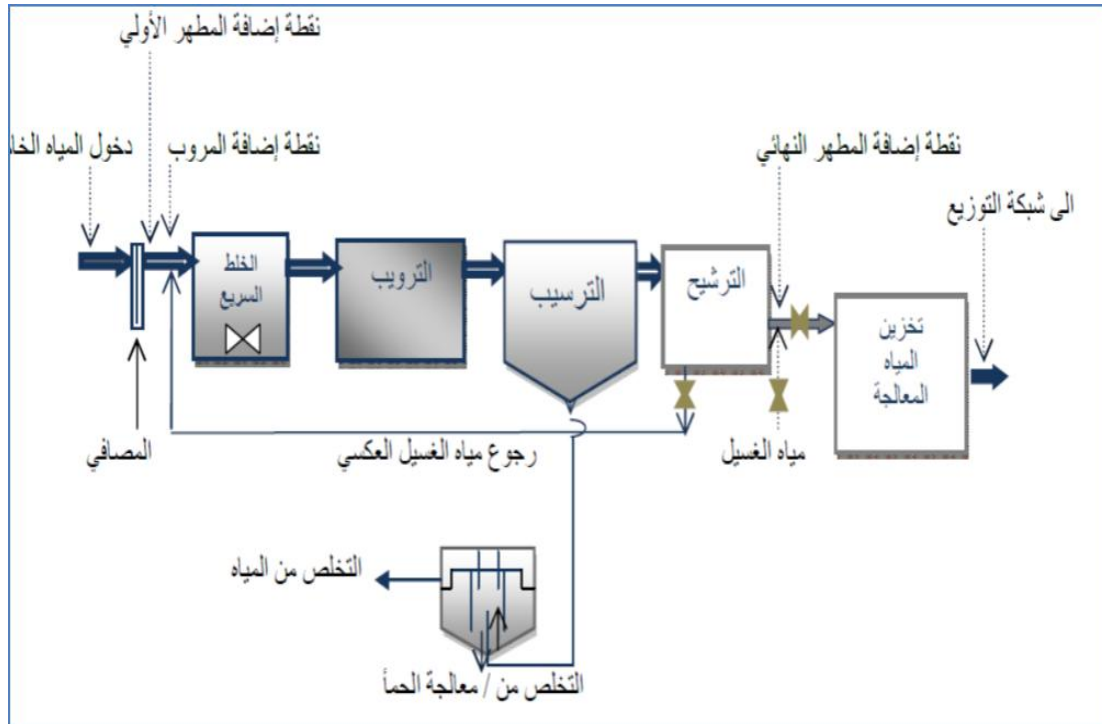 نقطة إضافة المطهر الأولي
دخول المياه الخا
نقطة إضافة المروب
نقطة إضافة المطهر النهائي
الى شبكة التوزيع
الخلط
السريع
الترويب
الترسيب
الترشيح
تخزين
المياه
المعالجة
المصافي
رجوع مياه الغسيل العكسي
مياه الغسيل
التخلص من المياه
التخلص من / معالجة الحمأ